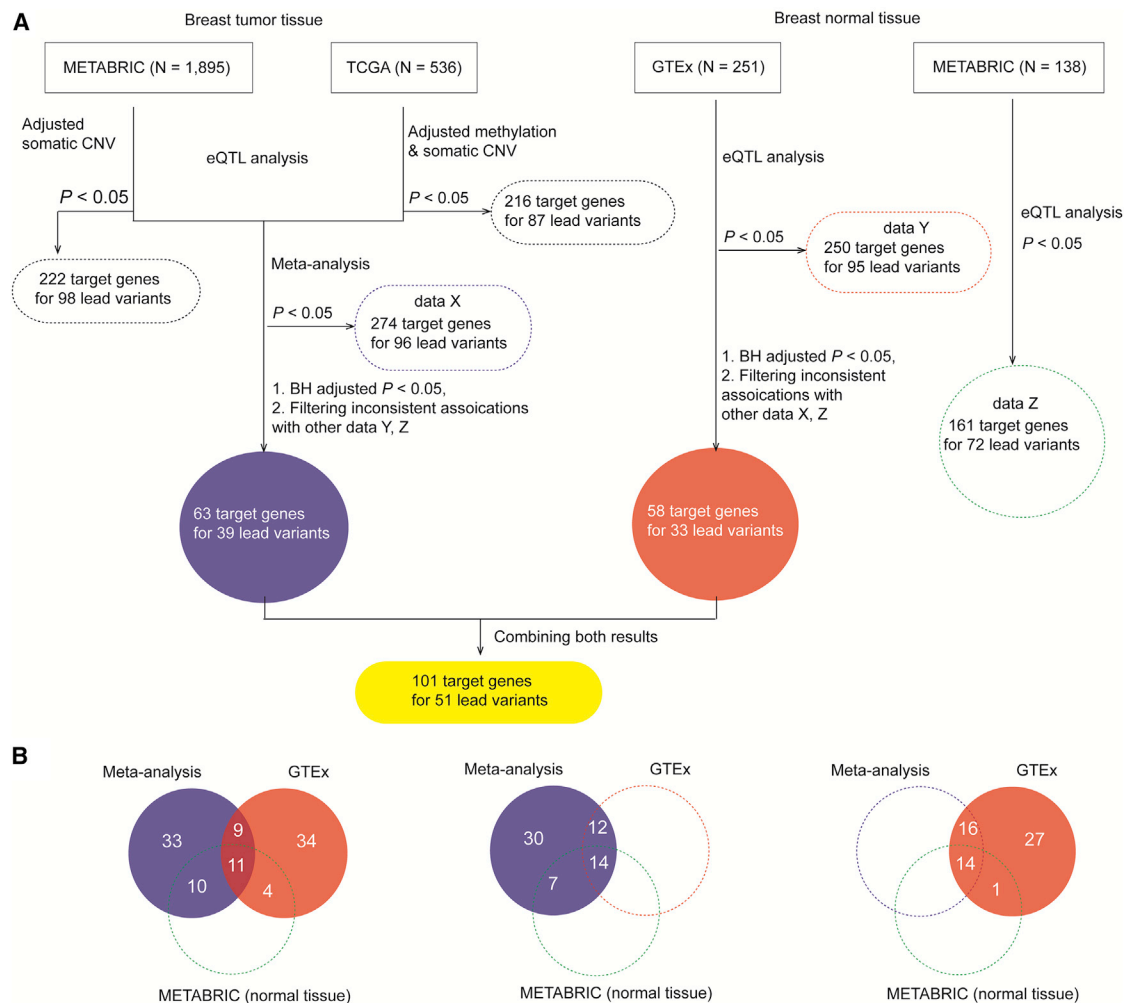 A
Breast tumor tissue
Breast normal tissue
METABRIC (N = 1,895)
TCGA (N = 536)
GTEx (N = 251)
METABRIC (N = 138)
Adjusted
somatic CNV
eQTL analysis
Adjusted methylation
& somatic CNV
P < 0.05
222 target genes
for 98 lead variants
P < 0.05
216 target genes
for 87 lead variants
Meta-analysis
P < 0.05
data X
274 target genes
for 96 lead variants
1. BH adjusted P < 0.05,
2. Filtering inconsistent assoications
with other data Y, Z
63 target genes
for 39 lead variants
eQTL analysis
P < 0.05
data Y
250 target genes
for 95 lead variants
1. BH adjusted P < 0.05,
2. Filtering inconsistent
assoications with
other data X, Z
58 target genes
for 33 lead variants
eQTL analysis
P < 0.05
data Z
161 target genes
for 72 lead variants
Combining both results
101 target genes
for 51 lead variants
B
Meta-analysis
GTEx
33
9
34
11
10
4
METABRIC (normal tissue)
Meta-analysis
GTEx
30
12
14
7
METABRIC (normal tissue)
Meta-analysis
GTEx
16
27
14
1
METABRIC (normal tissue)